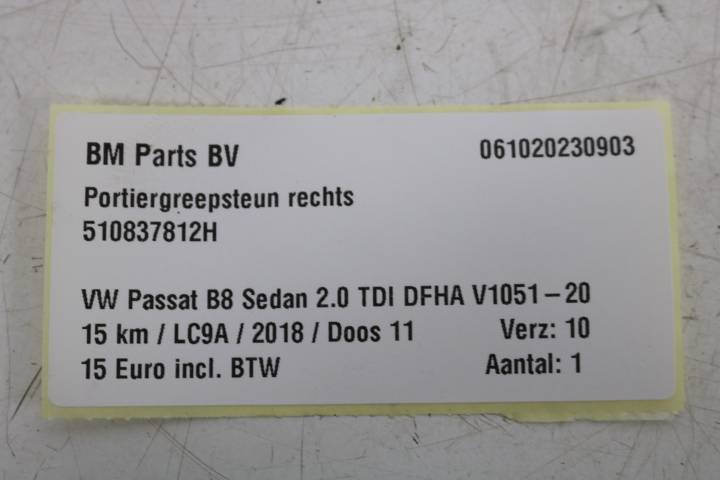 BM Parts BV 061020230903
Portiergreepsteun rechts
510837812H
VW Passat B8 Sedan 2.0 TDI DFHA V1051-20
15 km / LC9A / 2018 / Doos 11 Verz: 10
15 Euro incl. BTW Aantal: 1